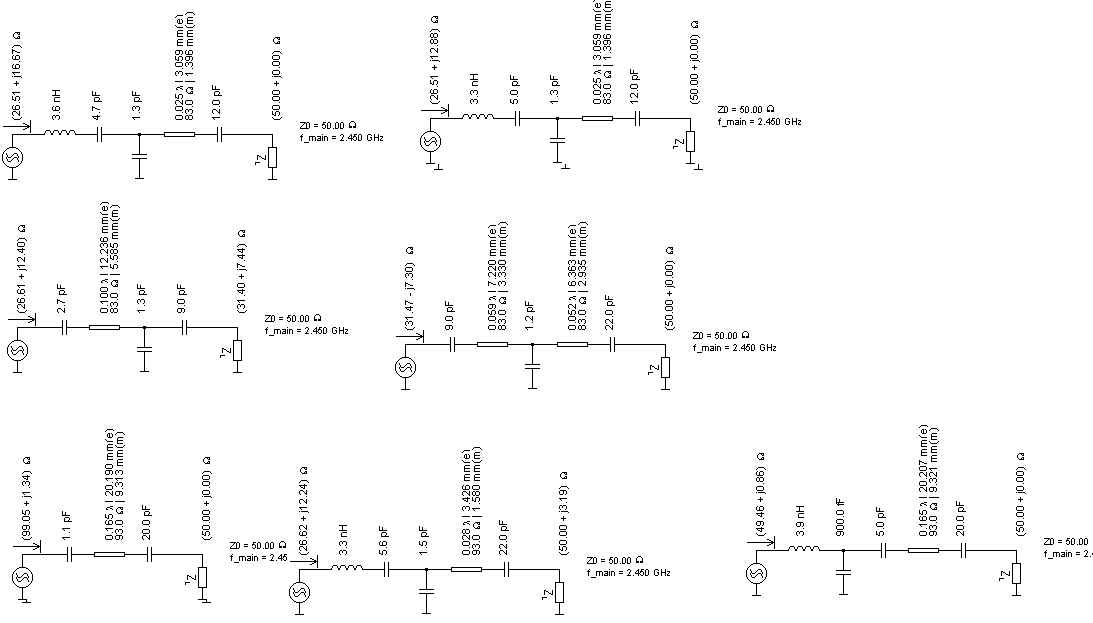 (26.51 + j16.67) Ω
3.6 nH
4.7 pF
1.3 pF
0.025 λ | 3.059 mm(e)
83.0 Ω | 1.396 mm(m)
12.0 pF
(50.00 + j0.00) Ω
Z0 = 50.00 Ω
f_main = 2.450 GHz
ZL
(26.51 + j12.88) Ω
3.3 nH
5.0 pF
1.3 pF
0.025 λ | 3.059 mm(e)
83.0 Ω | 1.396 mm(m)
12.0 pF
(50.00 + j0.00) Ω
Z0 = 50.00 Ω
f_main = 2.450 GHz
ZL
(26.61 + j12.40) Ω
2.7 pF
0.100 λ | 12.236 mm(e)
83.0 Ω | 5.585 mm(m)
1.3 pF
9.0 pF
(31.40 + j7.44) Ω
Z0 = 50.00 Ω
f_main = 2.450 GHz
ZL
(31.47 - j7.30) Ω
9.0 pF
0.059 λ | 7.220 mm(e)
83.0 Ω | 3.330 mm(m)
1.2 pF
0.052 λ | 6.363 mm(e)
83.0 Ω | 2.935 mm(m)
22.0 pF
(50.00 + j0.00) Ω
Z0 = 50.00 Ω
f_main = 2.450 GHz
ZL
(99.05 + j1.34) Ω
1.1 pF
0.165 λ | 20.190 mm(e)
93.0 Ω | 9.313 mm(m)
20.0 pF
(50.00 + j0.00) Ω
Z0 = 50.00 Ω
f_main = 2.45
ZL
(26.62 + j12.24) Ω
3.3 nH
5.6 pF
1.5 pF
0.028 λ | 3.426 mm(e)
93.0 Ω | 1.580 mm(m)
22.0 pF
(50.00 + j3.19) Ω
Z0 = 50.00 Ω
f_main = 2.450 GHz
ZL
(49.46 + j0.86) Ω
3.9 nH
900.0 fF
5.0 pF
0.165 λ | 20.207 mm(e)
93.0 Ω | 9.321 mm(m)
20.0 pF
(50.00 + j0.00) Ω
Z0 = 50.00
f_main = 2.
ZL